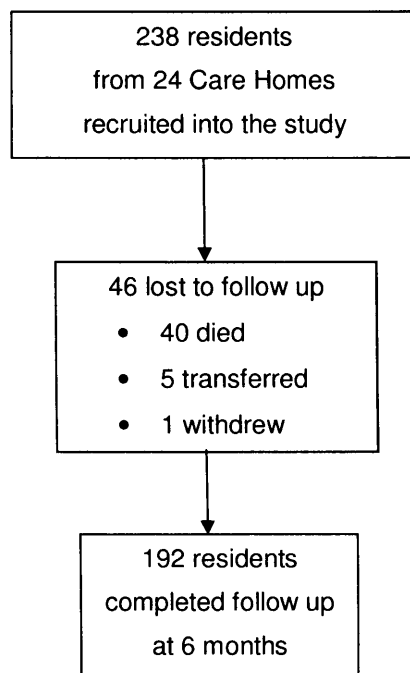 238 residents
from 24 Care Homes
recruited into the study
46 lost to follow up
• 40 died
• 5 transferred
• 1 withdrew
192 residents
completed follow up
at 6 months